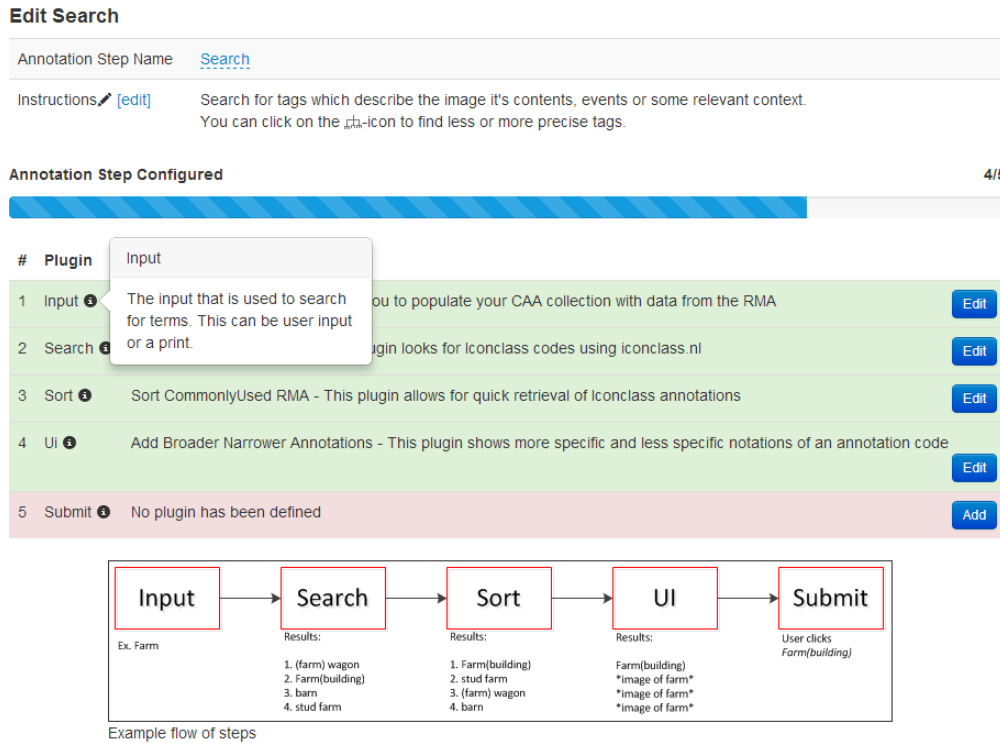 Edit Search
Annotation Step Name Search
Instructions [edit] Search for tags which describe the image it's contents, events or some relevant context.
You can click on the -icon to find less or more precise tags.
Annotation Step Configured 4/5
# Plugin
Input
The input that is used to search
for terms. This can be user input
or a print.
1 Input ou to populate your CAA collection with data from the RMA Edit
2 Search ugin looks for Iconclass codes using iconclass.nl Edit
3 Sort Sort CommonlyUsed RMA - This plugin allows for quick retrieval of Iconclass annotations Edit
4 Ui Add Broader Narrower Annotations - This plugin shows more specific and less specific notations of an annotation code
Edit
5 Submit No plugin has been defined Add
Input Search Sort UI Submit
Ex. Farm
Results:
1. (farm) wagon
2. Farm(building)
3. barn
4. stud farm
Results:
1. Farm(building)
2. stud farm
3. (farm) wagon
4. barn
Results:
Farm(building)
*image of farm*
*image of farm*
*image of farm*
User clicks
Farm(building)
Example flow of steps